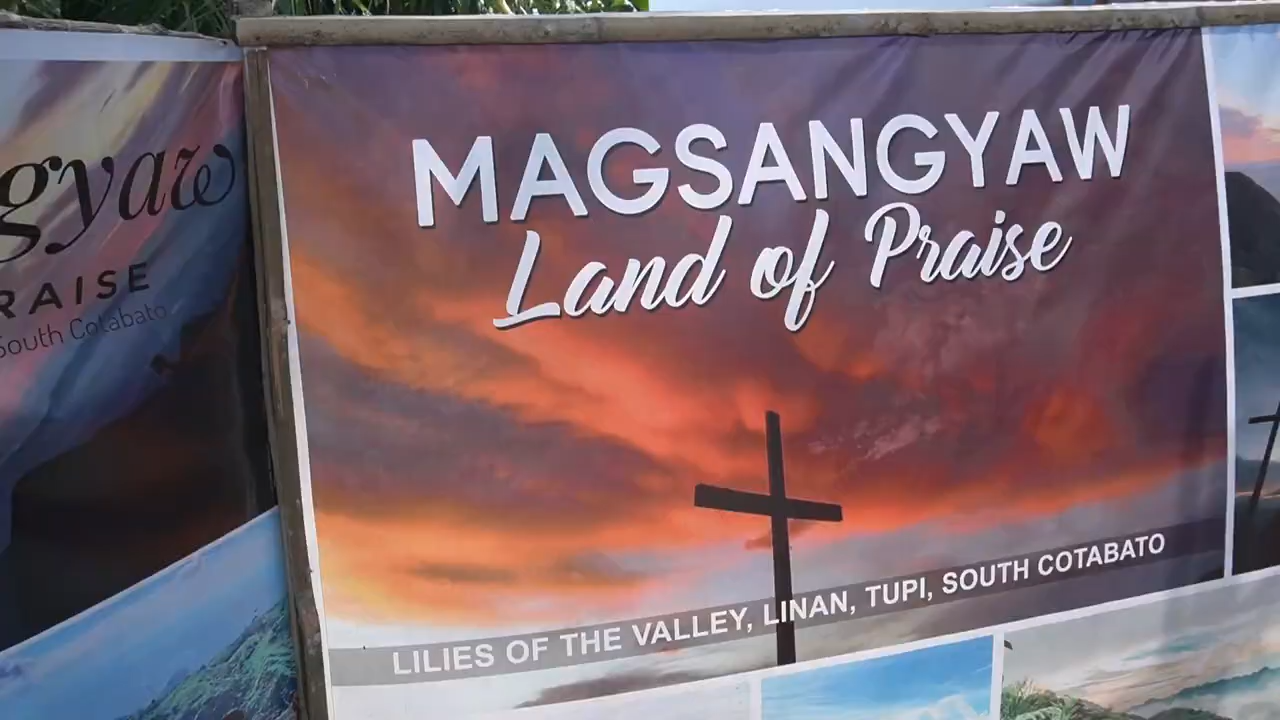 gyaw
RAISE
South Cotabato
MAGSANGYAW
Land of Praise
LILIES OF THE VALLEY, LINAN, TUPI, SOUTH COTABATO